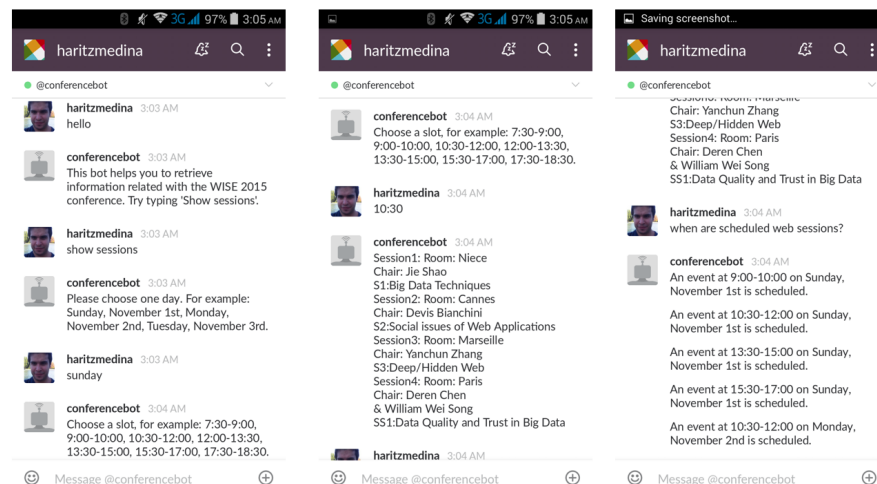 3G 97% 3:05 AM
haritzmedina
@conferencebot
haritzmedina 3:03 AM
hello
conferencebot 3:03 AM
This bot helps you to retrieve
information related with the WISE 2015
conference. Try typing 'Show sessions'.
haritzmedina 3:03 AM
show sessions
conferencebot 3:03 AM
Please choose one day. For example:
Sunday, November 1st, Monday,
November 2nd, Tuesday, November 3rd.
haritzmedina 3:03 AM
sunday
conferencebot 3:04 AM
Choose a slot, for example: 7:30-9:00,
9:00-10:00, 10:30-12:00, 12:00-13:30,
13:30-15:00, 15:30-17:00, 17:30-18:30.
Message @conferencebot
3G 97% 3:05 AM
haritzmedina
@conferencebot
conferencebot 3:04 AM
Choose a slot, for example: 7:30-9:00,
9:00-10:00, 10:30-12:00, 12:00-13:30,
13:30-15:00, 15:30-17:00, 17:30-18:30.
haritzmedina 3:04 AM
10:30
conferencebot 3:04 AM
Session1: Room: Niece
Chair: Jie Shao
S1:Big Data Techniques
Session2: Room: Cannes
Chair: Devis Bianchini
S2:Social issues of Web Applications
Session3: Room: Marseille
Chair: Yanchun Zhang
S3:Deep/Hidden Web
Session4: Room: Paris
Chair: Deren Chen
& William Wei Song
SS1:Data Quality and Trust in Big Data
haritzmedina 3:04 AM
Message @conferencebot
Saving screenshot...
haritzmedina
@conferencebot
Room: Marseille
Chair: Yanchun Zhang
S3:Deep/Hidden Web
Session4: Room: Paris
Chair: Deren Chen
& William Wei Song
SS1:Data Quality and Trust in Big Data
haritzmedina 3:04 AM
when are scheduled web sessions?
conferencebot 3:04 AM
An event at 9:00-10:00 on Sunday,
November 1st is scheduled.
An event at 10:30-12:00 on Sunday,
November 1st is scheduled.
An event at 13:30-15:00 on Sunday,
November 1st is scheduled.
An event at 15:30-17:00 on Sunday,
November 1st is scheduled.
An event at 10:30-12:00 on Monday,
November 2nd is scheduled.
Message @conferencebot